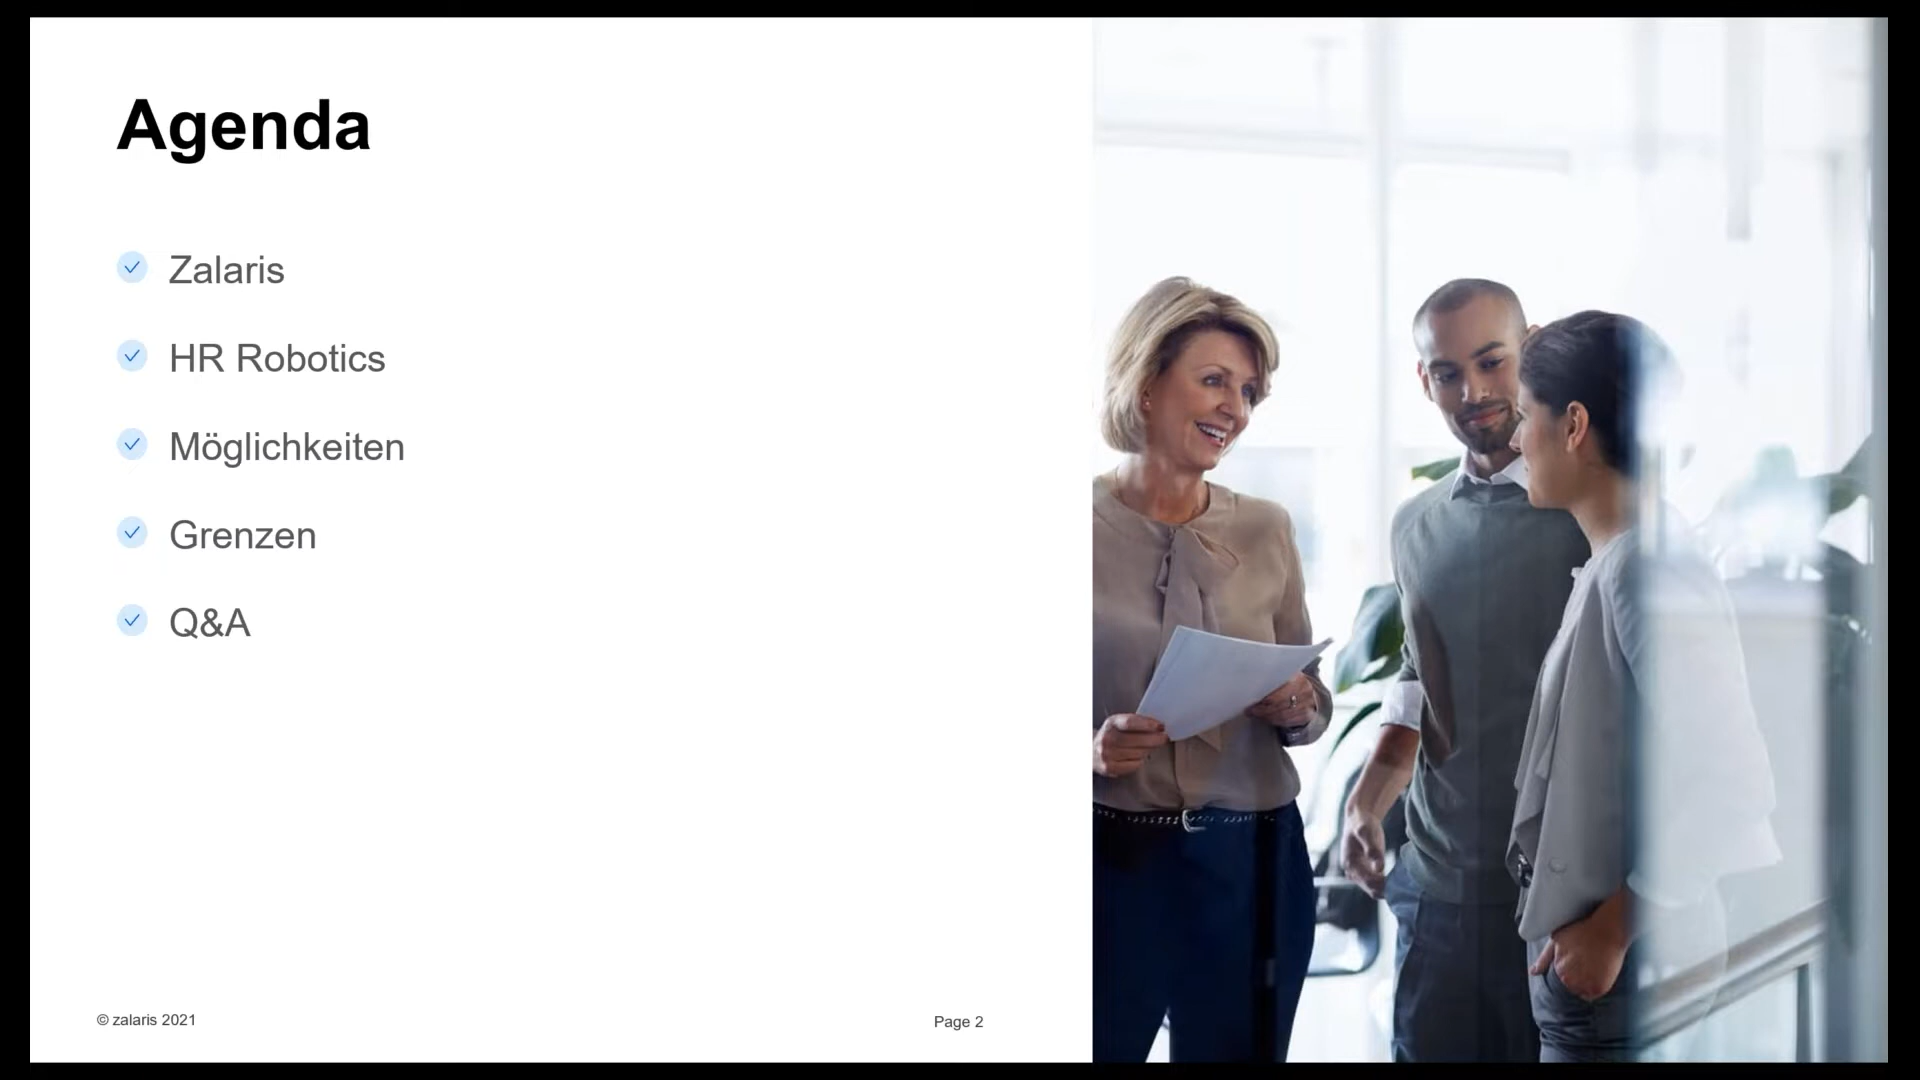 Agenda
Zalaris
HR Robotics
Möglichkeiten
Grenzen
Q&A
© zalaris 2021
Page 2